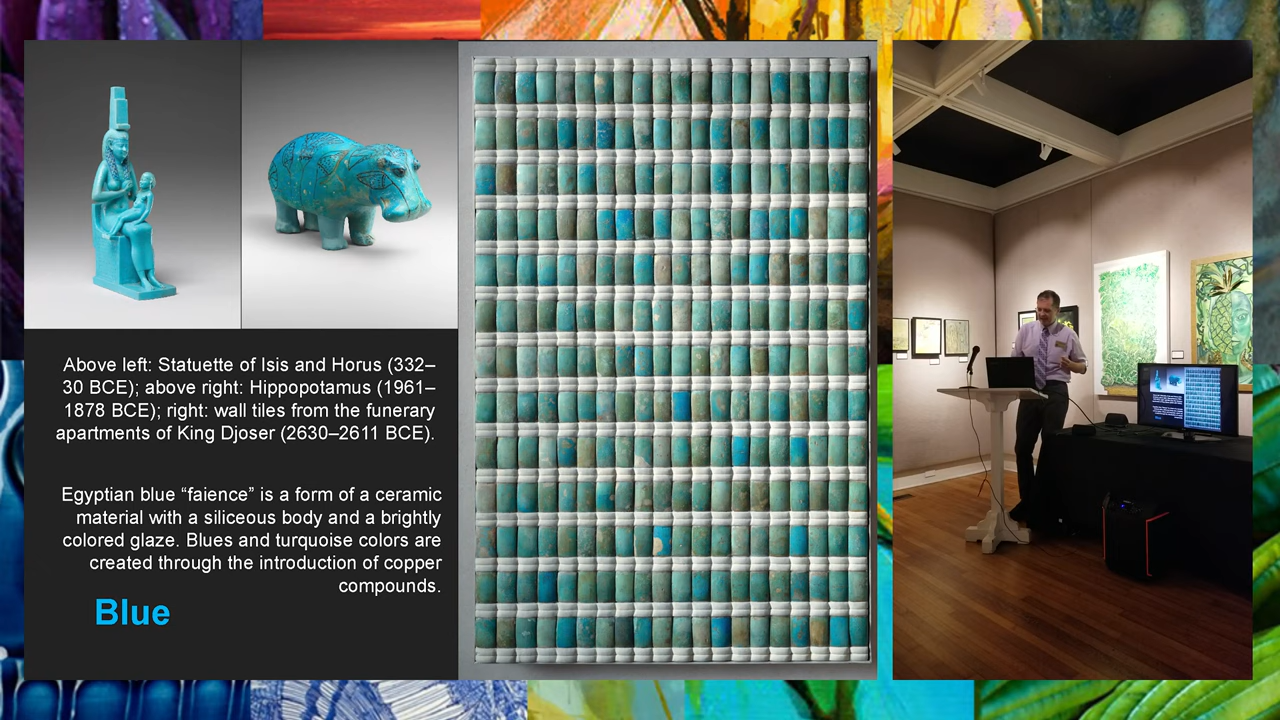 Above left: Statuette of Isis and Horus (332–
30 BCE); above right: Hippopotamus (1961–
1878 BCE); right: wall tiles from the funerary
apartments of King Djoser (2630–2611 BCE).
Egyptian blue “faience” is a form of a ceramic
material with a siliceous body and a brightly
colored glaze. Blues and turquoise colors are
created through the introduction of copper
compounds.
Blue